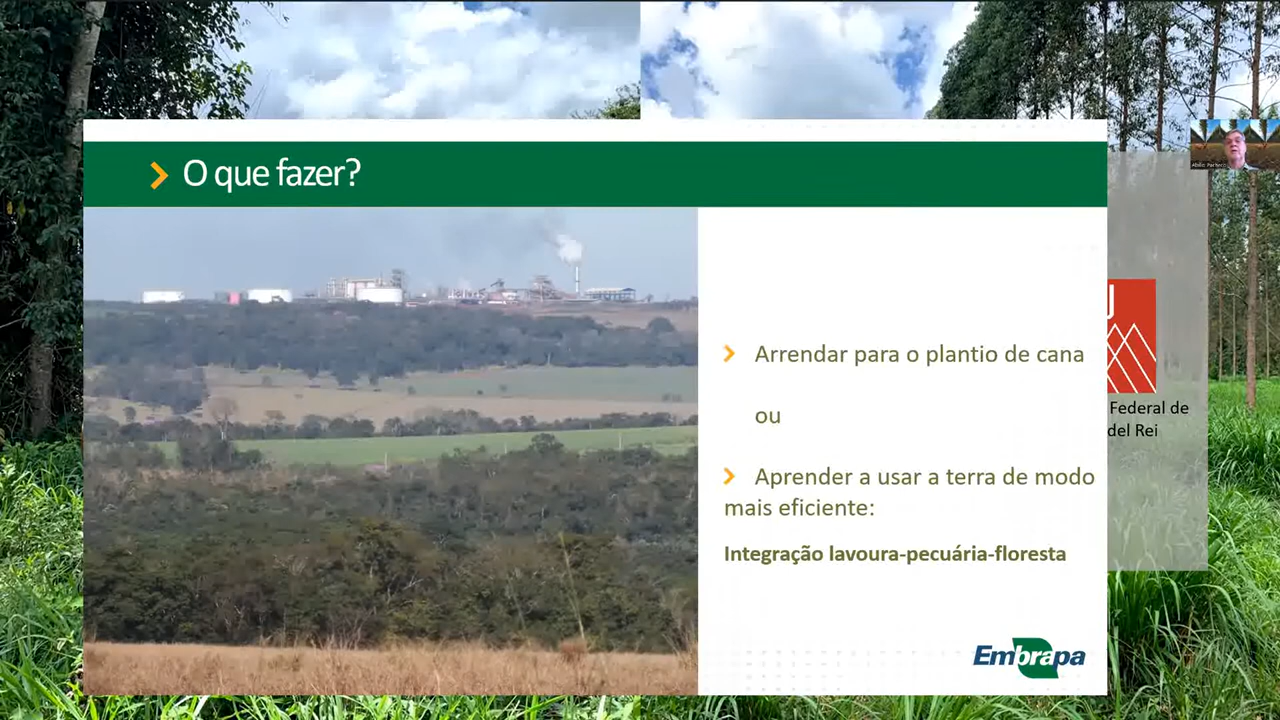 O que fazer?
Arrendar para o plantio de cana
ou
Aprender a usar a terra de modo
mais eficiente:
Integração lavoura-pecuária-floresta
Embrapa
Federal de
del Rei